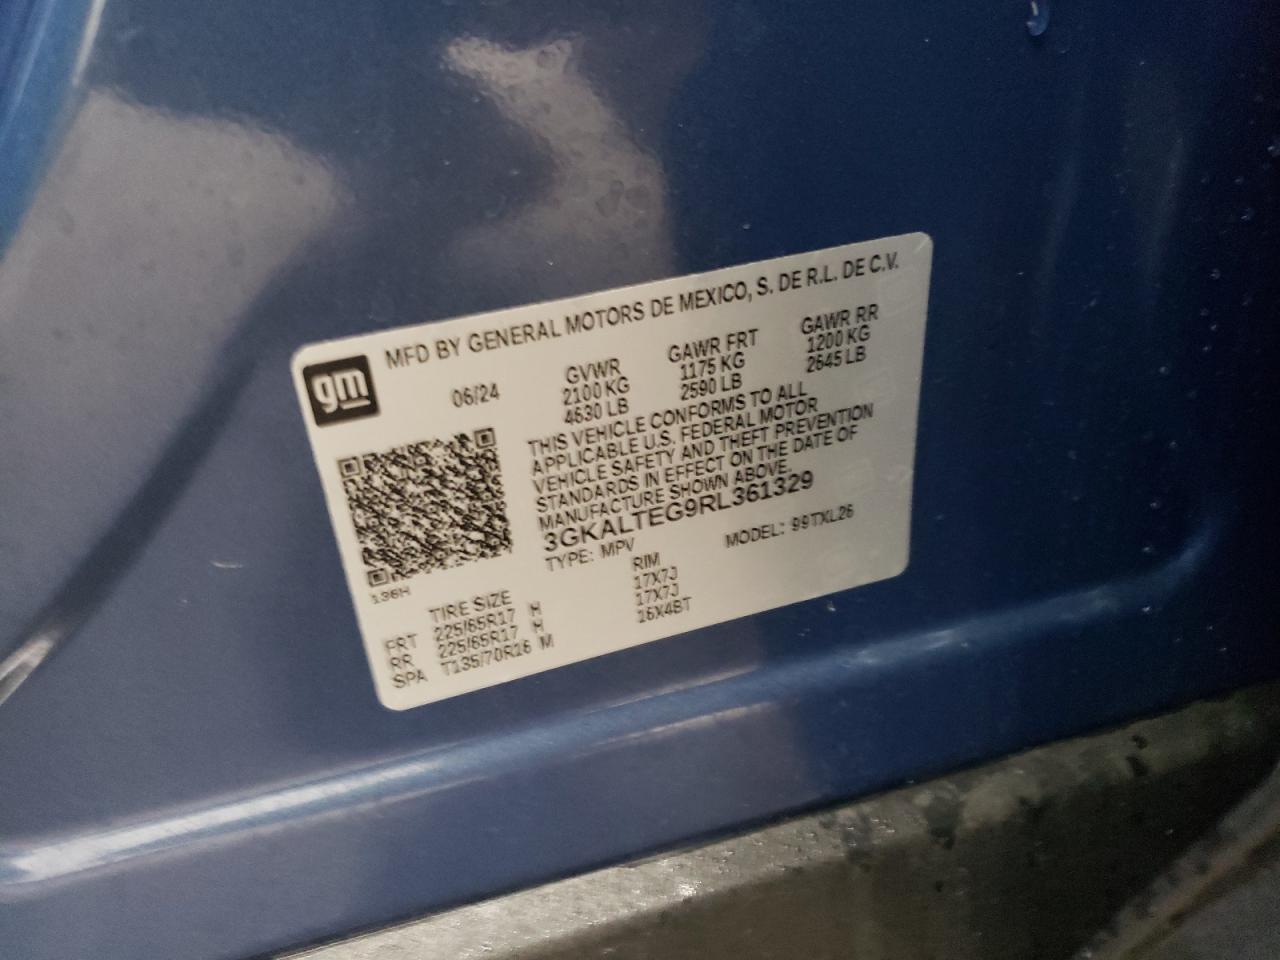 gm
MFD BY GENERAL MOTORS DE MEXICO, S. DE R.L. DE C.V.
06/24
GVWR
2100 KG
4630 LB
GAWR FRT
1175 KG
2590 LB
GAWR RR
1200 KG
2645 LB
THIS VEHICLE CONFORMS TO ALL
APPLICABLE U.S. FEDERAL MOTOR
VEHICLE SAFETY AND THEFT PREVENTION
STANDARDS IN EFFECT ON THE DATE OF
MANUFACTURE SHOWN ABOVE.
3GKALTEG9RL361329
TYPE: MPV
MODEL: 99TXL26
136H
TIRE SIZE RIM
FRT 225/65R17 H 17X7J
RR 225/65R17 H 17X7J
SPA T135/70R16 M 16X4BT